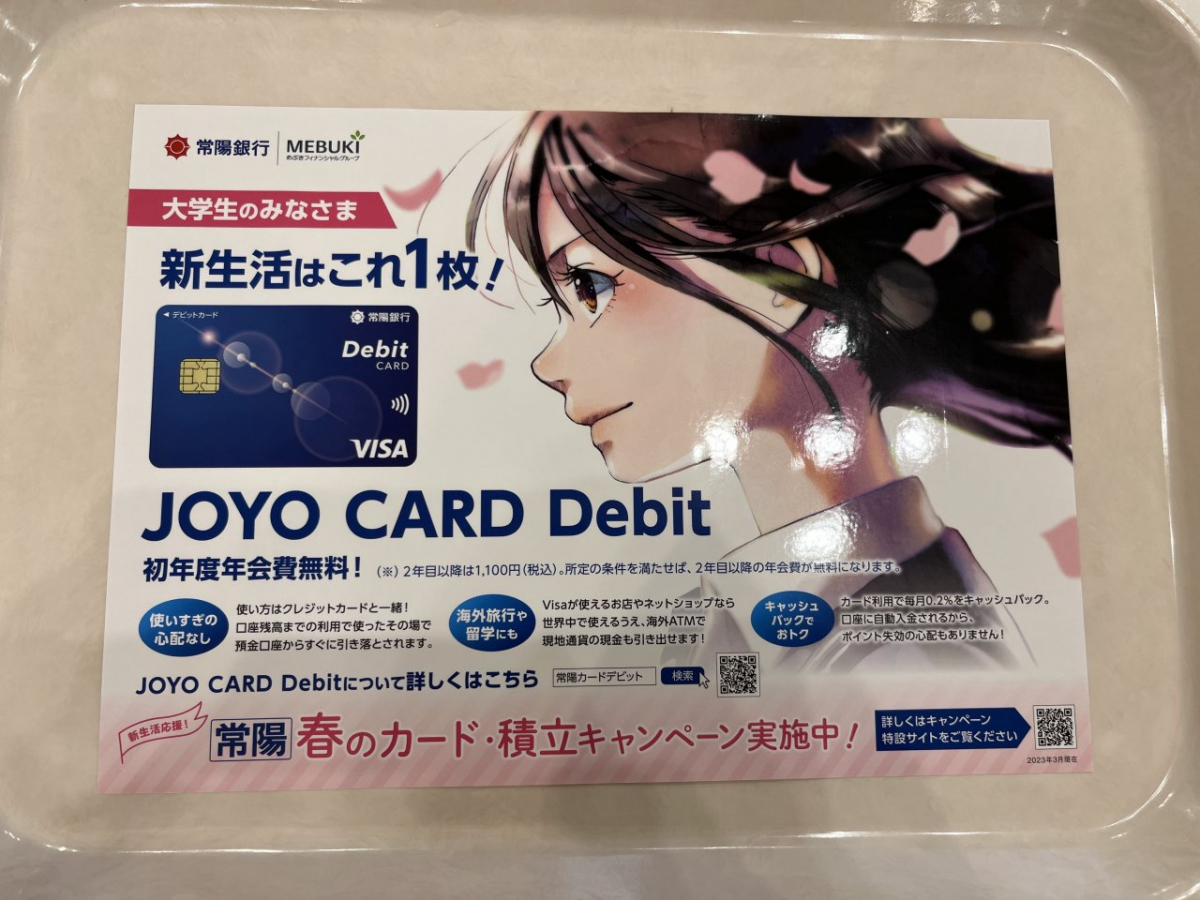 常陽銀行 MEBUKI
めぶきフィナンシャルグループ
大学生のみなさま
新生活はこれ1枚!
◀ デビットカード 常陽銀行
Debit
CARD
VISA
JOYO CARD Debit
初年度年会費無料! (※) 2年目以降は1,100円(税込)。所定の条件を満たせば、2年目以降の年会費が無料になります。
使いすぎの
心配なし
使い方はクレジットカードと一緒!
口座残高までの利用で使ったその場で
預金口座からすぐに引き落とされます。
海外旅行や
留学にも
Visaが使えるお店やネットショップなら
世界中で使えるうえ、海外ATMで
現地通貨の現金も引き出せます!
キャッシュ
バックで
おトク
カード利用で毎月0.2%をキャッシュバック。
口座に自動入金されるから、
ポイント失効の心配もありません!
JOYO CARD Debitについて詳しくはこちら 常陽カードデビット 検索
新生活応援!
常陽 春のカード・積立キャンペーン実施中!
詳しくはキャンペーン
特設サイトをご覧ください
2023年3月現在